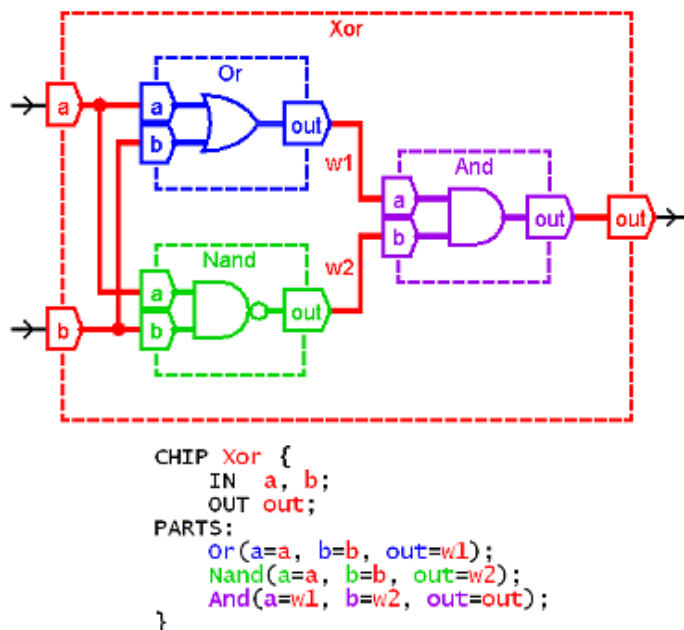 Xor
Or
a
a
b
out
w1
And
a
b
out
out
Nand
w2
a
b
b
out
CHIP Xor {
IN a, b;
OUT out;
PARTS:
Or(a=a, b=b, out=w1);
Nand(a=a, b=b, out=w2);
And(a=w1, b=w2, out=out);
}